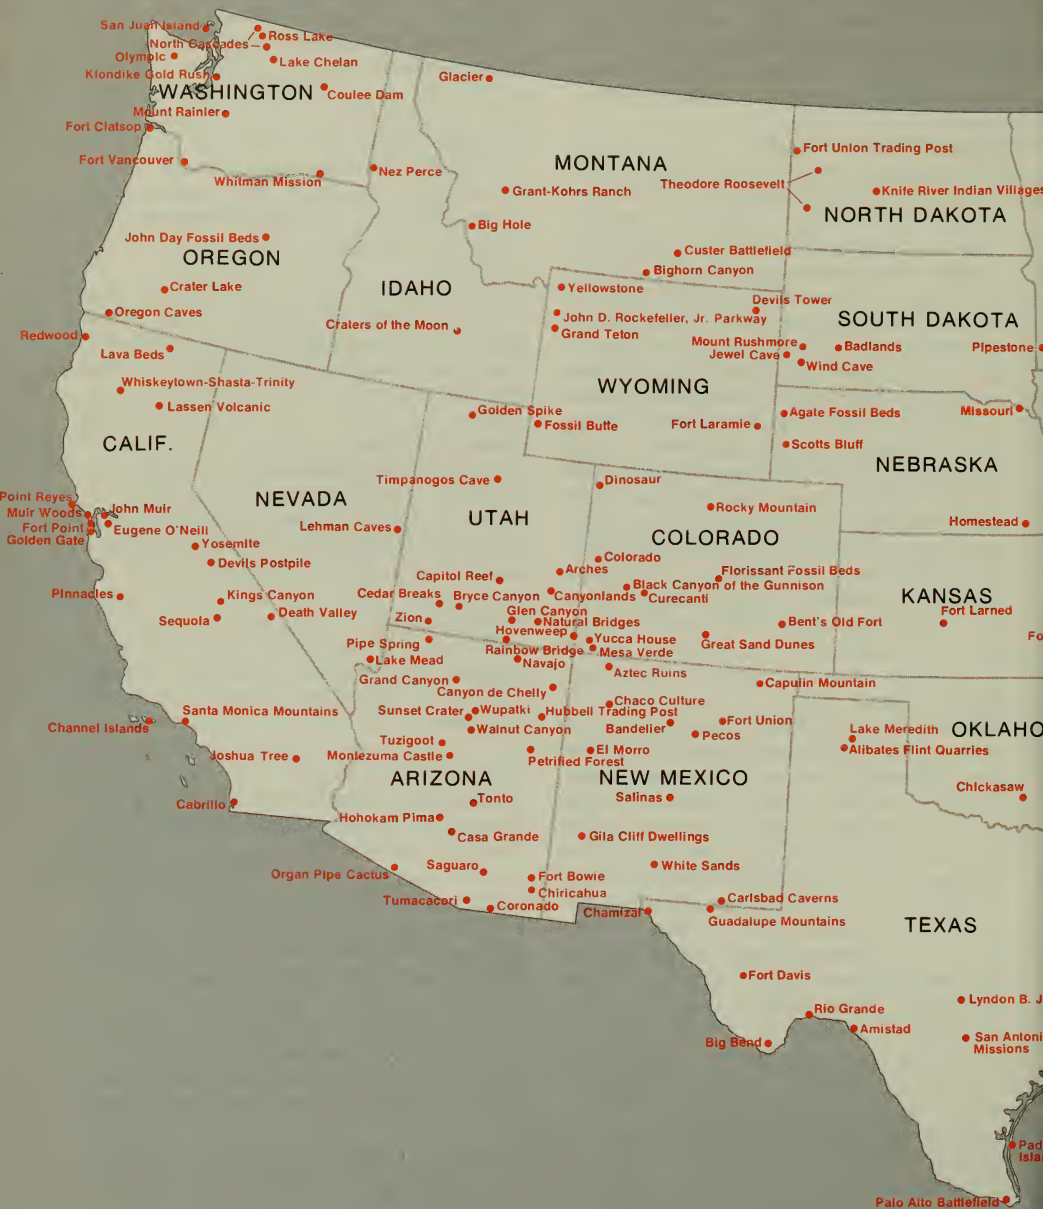 San Juan Island
Ross Lake
North Cascades
Olympic
Lake Chelan
Klondike Gold Rush
WASHINGTON
Coulee Dam
Mount Rainier
Fort Clatsop
Fort Vancouver
Whitman Mission
Nez Perce
Glacier
MONTANA
Grant-Kohrs Ranch
Big Hole
Custer Battlefield
Bighorn Canyon
Fort Union Trading Post
Theodore Roosevelt
Knife River Indian Villages
NORTH DAKOTA
John Day Fossil Beds
OREGON
Crater Lake
Oregon Caves
IDAHO
Craters of the Moon
Yellowstone
John D. Rockefeller, Jr. Parkway
Grand Teton
Devils Tower
WYOMING
Fort Laramie
Fossil Butte
SOUTH DAKOTA
Mount Rushmore
Jewel Cave
Badlands
Wind Cave
Pipestone
Agate Fossil Beds
Missouri
Scotts Bluff
NEBRASKA
Homestead
Redwood
Lava Beds
Whiskeytown-Shasta-Trinity
Lassen Volcanic
CALIF.
Point Reyes
Muir Woods
John Muir
Fort Point
Eugene O'Neill
Golden Gate
Yosemite
Devils Postpile
Pinnacles
Kings Canyon
Sequoia
Death Valley
Channel Islands
Santa Monica Mountains
Joshua Tree
Cabrillo
NEVADA
Lehman Caves
Golden Spike
Timpanogos Cave
UTAH
Arches
Capitol Reef
Cedar Breaks
Bryce Canyon
Canyonlands
Zion
Glen Canyon
Natural Bridges
Hovenweep
Rainbow Bridge
Dinosaur
Rocky Mountain
COLORADO
Colorado
Florissant Fossil Beds
Black Canyon of the Gunnison
Curecanti
Bent's Old Fort
Yucca House
Mesa Verde
Great Sand Dunes
KANSAS
Fort Larned
Fo
Pipe Spring
Lake Mead
Navajo
Grand Canyon
Canyon de Chelly
Sunset Crater
Wupatki
Hubbell Trading Post
Walnut Canyon
Tuzigoot
Montezuma Castle
Petrified Forest
ARIZONA
Tonto
Hohokam Pima
Casa Grande
Organ Pipe Cactus
Saguaro
Fort Bowie
Chiricahua
Tumacacori
Coronado
Aztec Ruins
Capulin Mountain
Chaco Culture
Bandelier
Fort Union
Pecos
El Morro
NEW MEXICO
Salinas
Gila Cliff Dwellings
White Sands
Carlsbad Caverns
Chamizal
Guadalupe Mountains
Lake Meredith
OKLAHO
Alibates Flint Quarries
Chickasaw
TEXAS
Fort Davis
Lyndon B. J
Rio Grande
Amistad
San Antoni
Missions
Big Bend
Pad
Isla
Palo Alto Battlefield